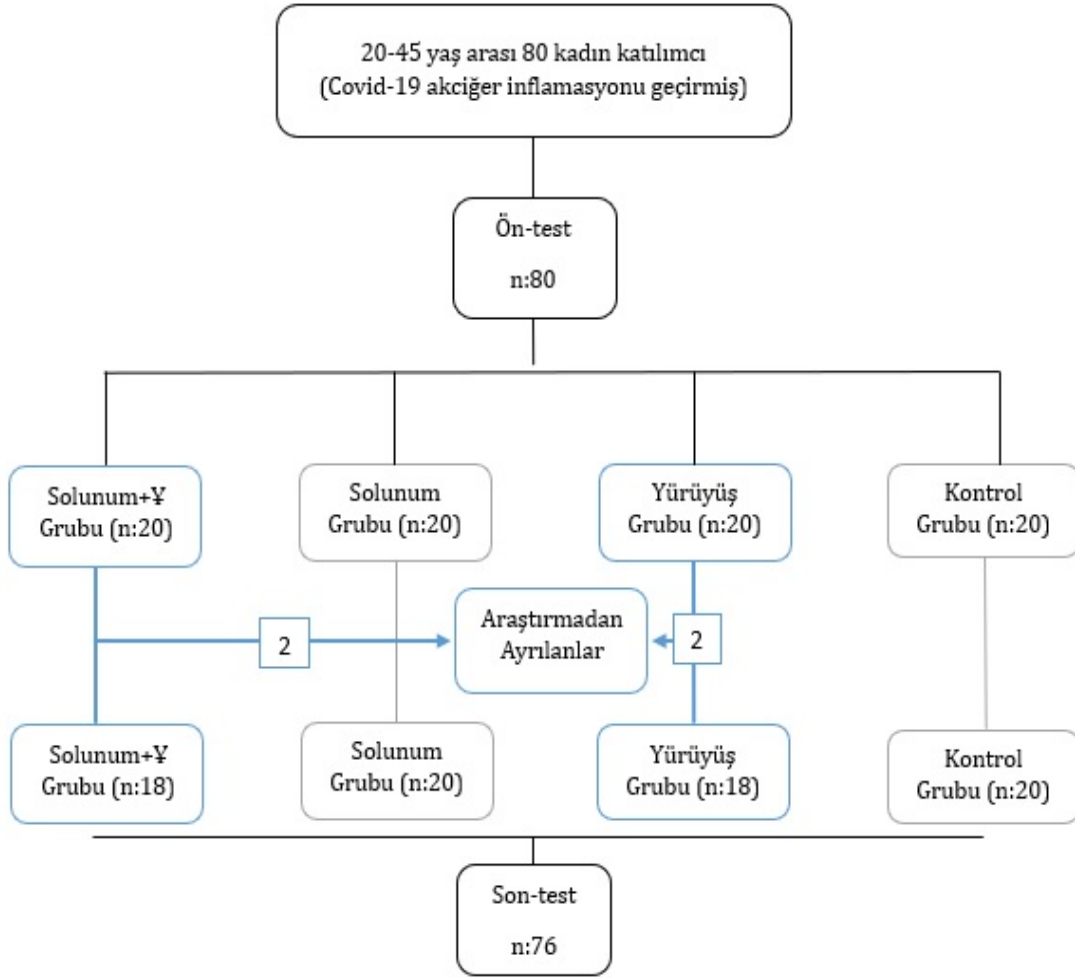 20-45 yaş arası 80 kadın katılımcı
(Covid-19 akciğer inflamasyonu geçirmiş)
Ön-test
n:80
Solunum+¥
Grubu (n:20)
Solunum
Grubu (n:20)
Yürüyüş
Grubu (n:20)
Kontrol
Grubu (n:20)
2
Araştırmadan
Ayrılanlar
2
Solunum+¥
Grubu (n:18)
Solunum
Grubu (n:20)
Yürüyüş
Grubu (n:18)
Kontrol
Grubu (n:20)
Son-test
n:76